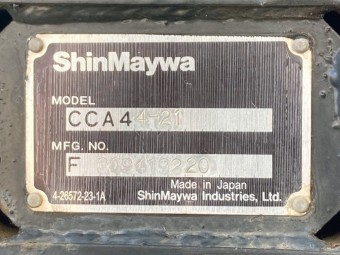 ShinMaywa
MODEL
CCA44-21
MFG. NO.
F
Made in Japan
4-26572-23-1A ShinMaywa Industries, Ltd.